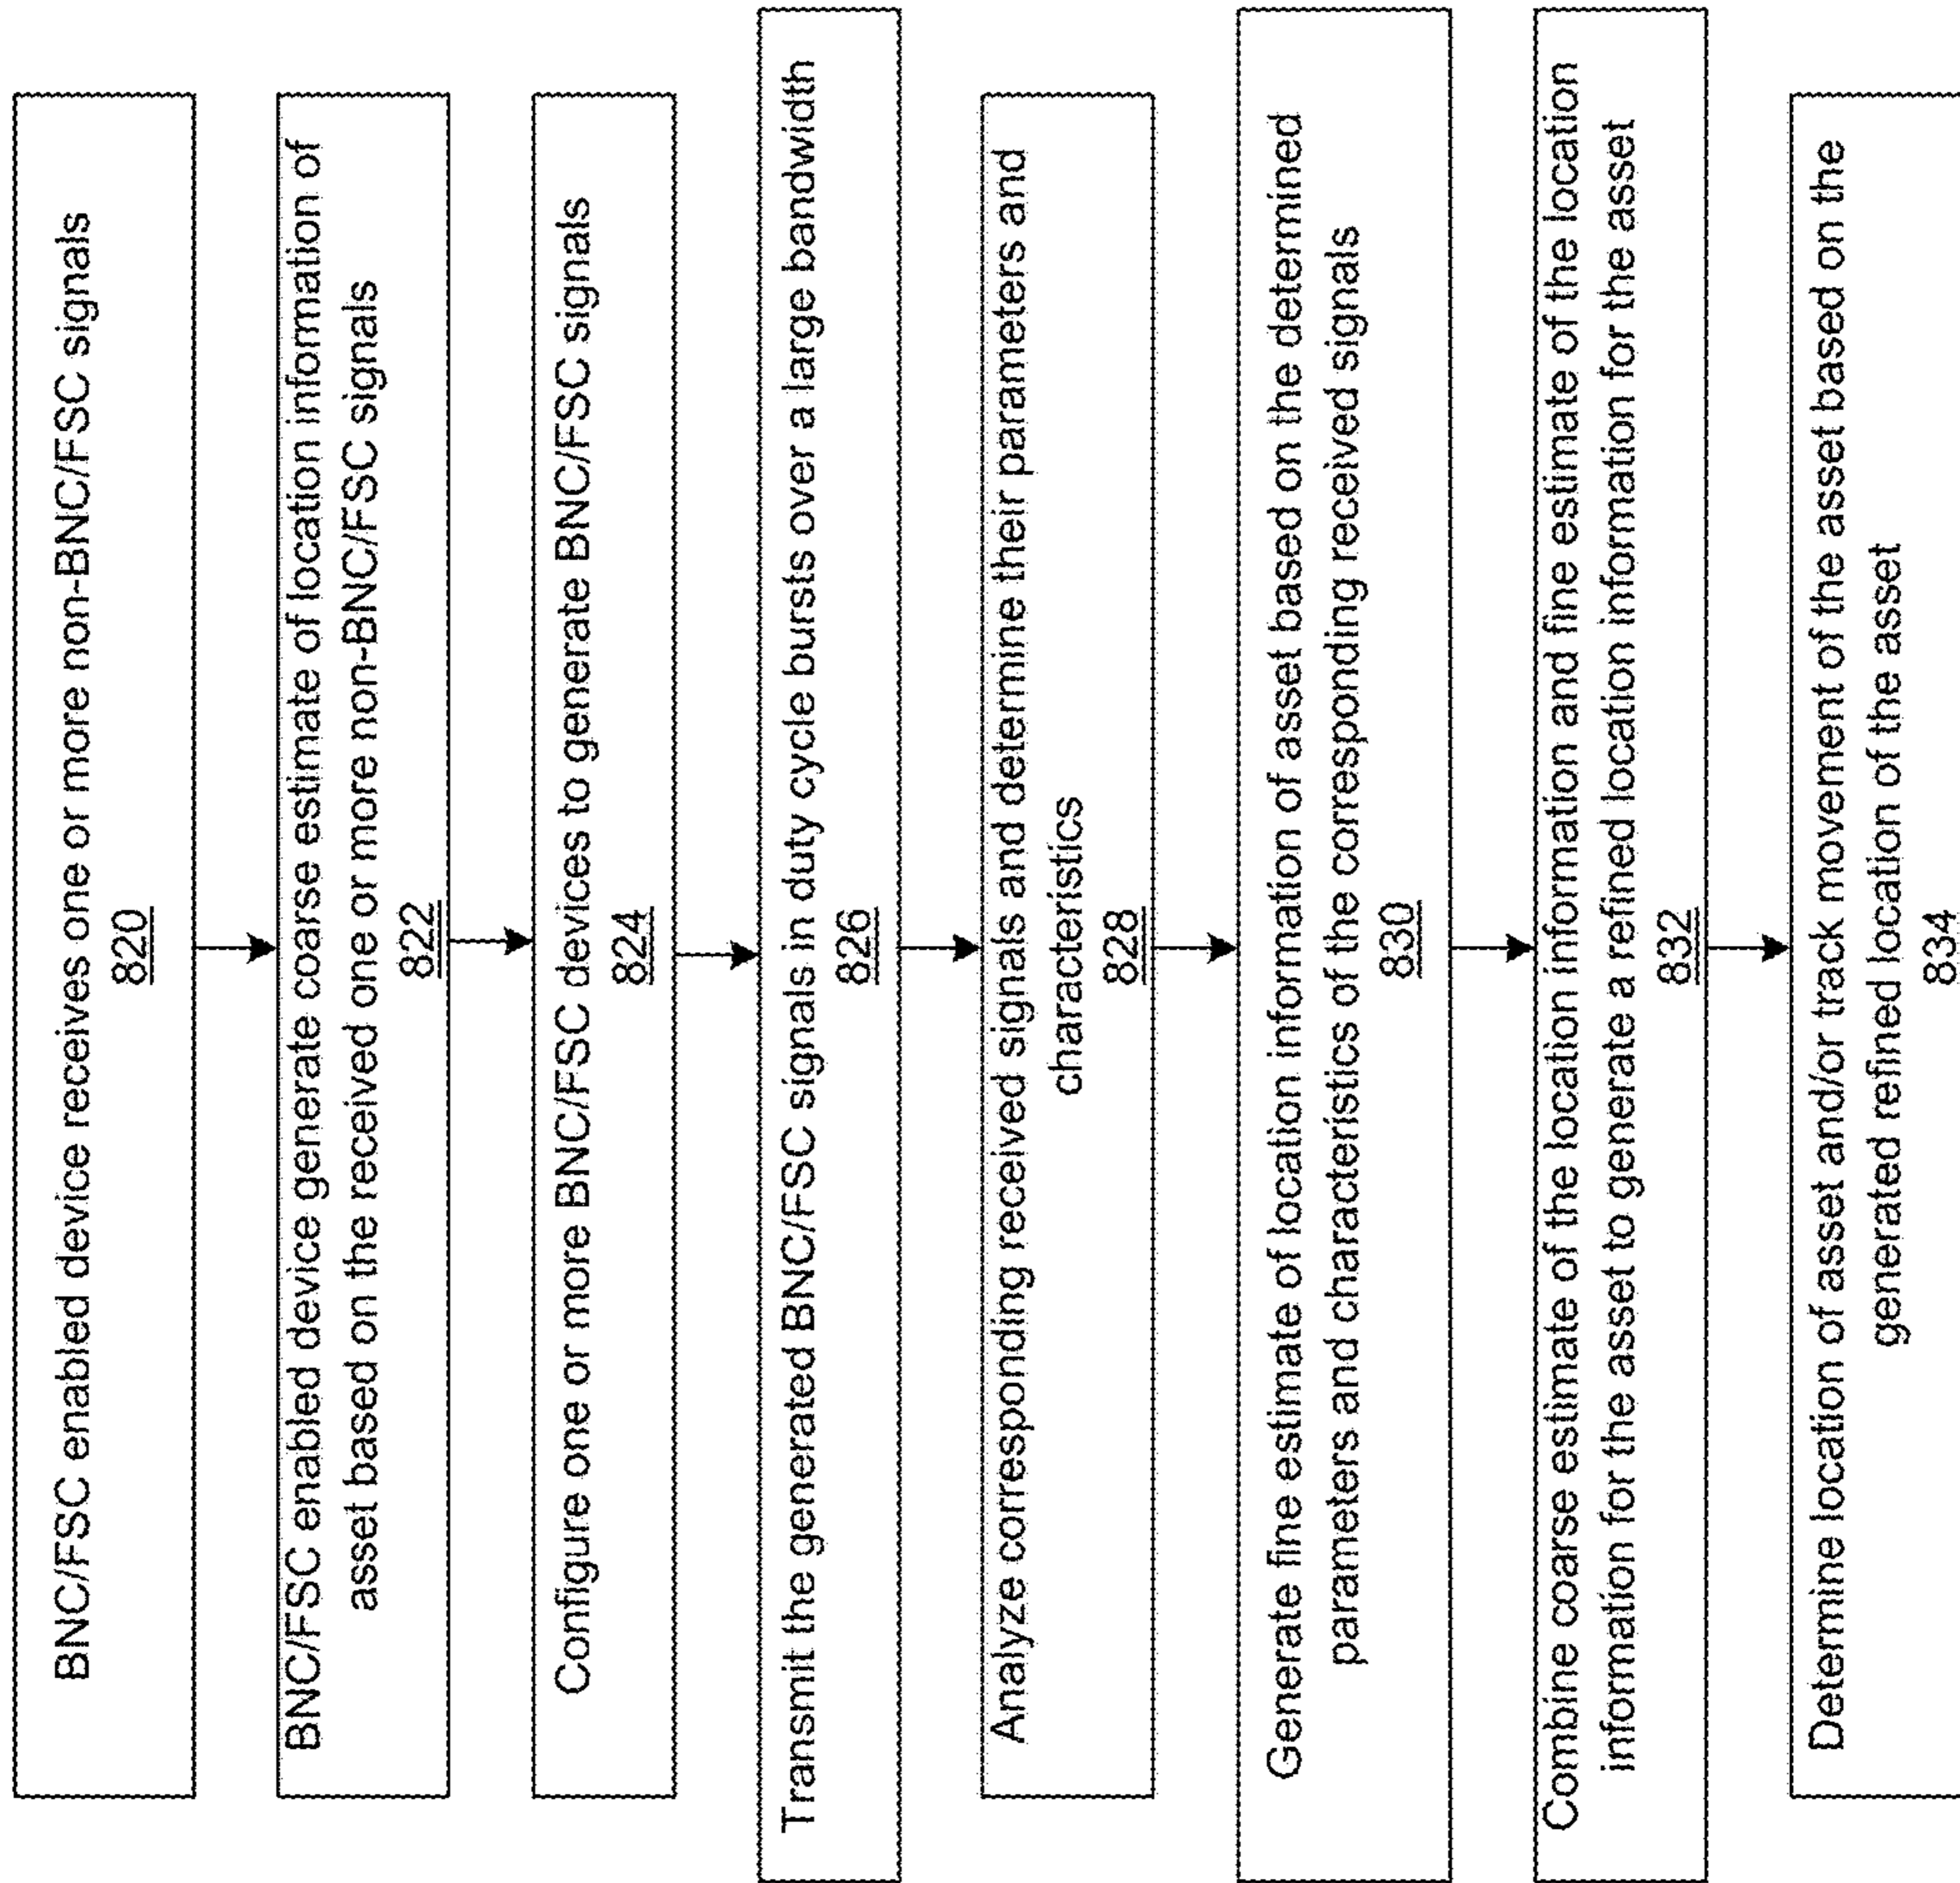 BNC/FSC enabled device receives one or more non-BNC/FSC signals
820
BNC/FSC enabled device generate coarse estimate of location information of
asset based on the received one or more non-BNC/FSC signals
822
Configure one or more BNC/FSC devices to generate BNC/FSC signals
824
Transmit the generated BNC/FSC signals in duty cycle bursts over a large bandwidth
826
Analyze corresponding received signals and determine their parameters and
characteristics
828
Generate fine estimate of location information of asset based on the determined
parameters and characteristics of the corresponding received signals
830
Combine coarse estimate of the location information and fine estimate of the location
information for the asset to generate a refined location information for the asset
832
Determine location of asset and/or track movement of the asset based on the
generated refined location of the asset
834